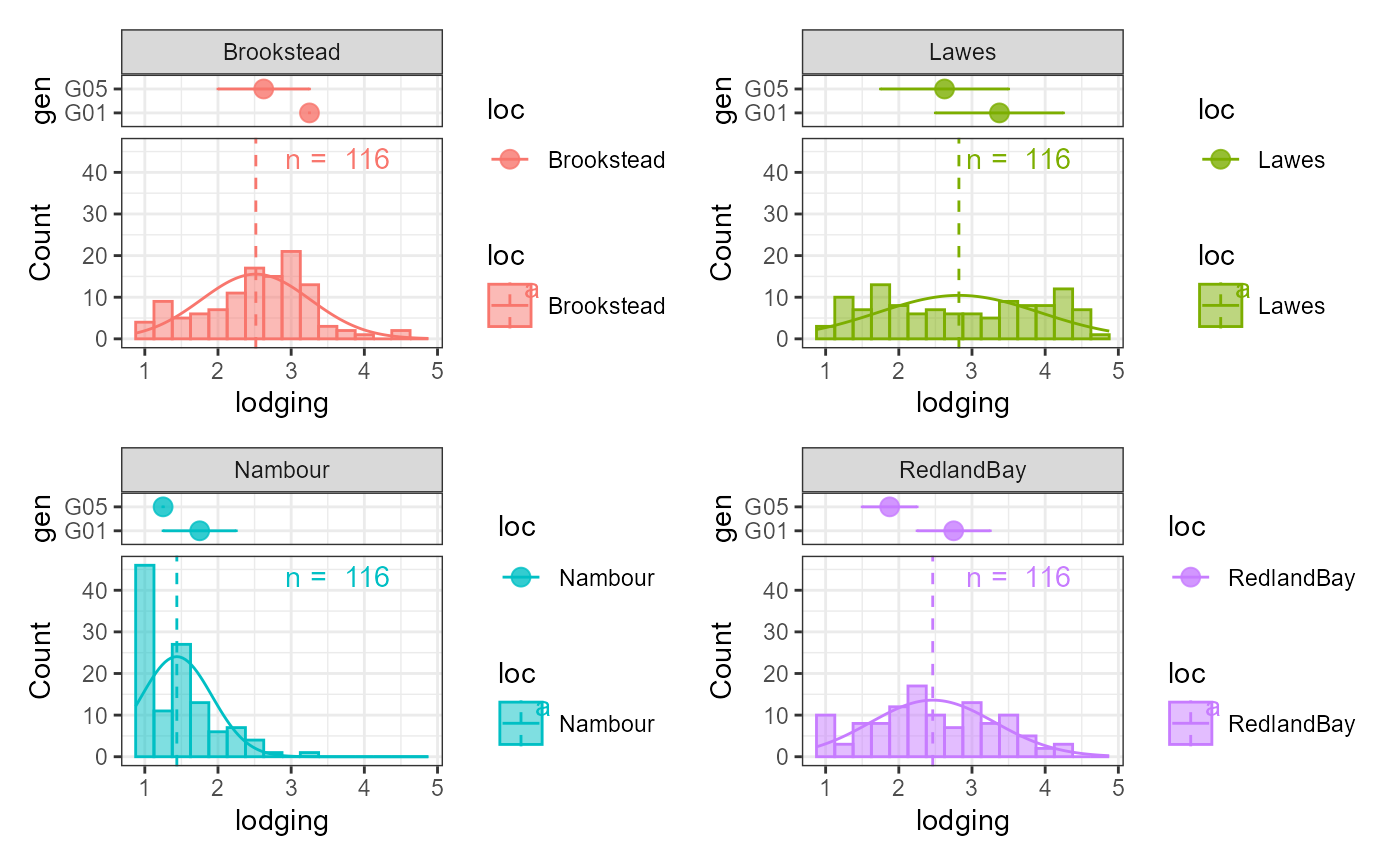 Brookstead
gen
G05
G01
loc
Brookstead
n = 116
Count
40
30
20
10
0
loc
a
Brookstead
1 2 3 4 5
lodging
Lawes
gen
G05
G01
loc
Lawes
n = 116
Count
40
30
20
10
0
loc
a
Lawes
1 2 3 4 5
lodging
Nambour
gen
G05
G01
loc
Nambour
n = 116
Count
40
30
20
10
0
loc
a
Nambour
1 2 3 4 5
lodging
RedlandBay
gen
G05
G01
loc
RedlandBay
n = 116
Count
40
30
20
10
0
loc
a
RedlandBay
1 2 3 4 5
lodging